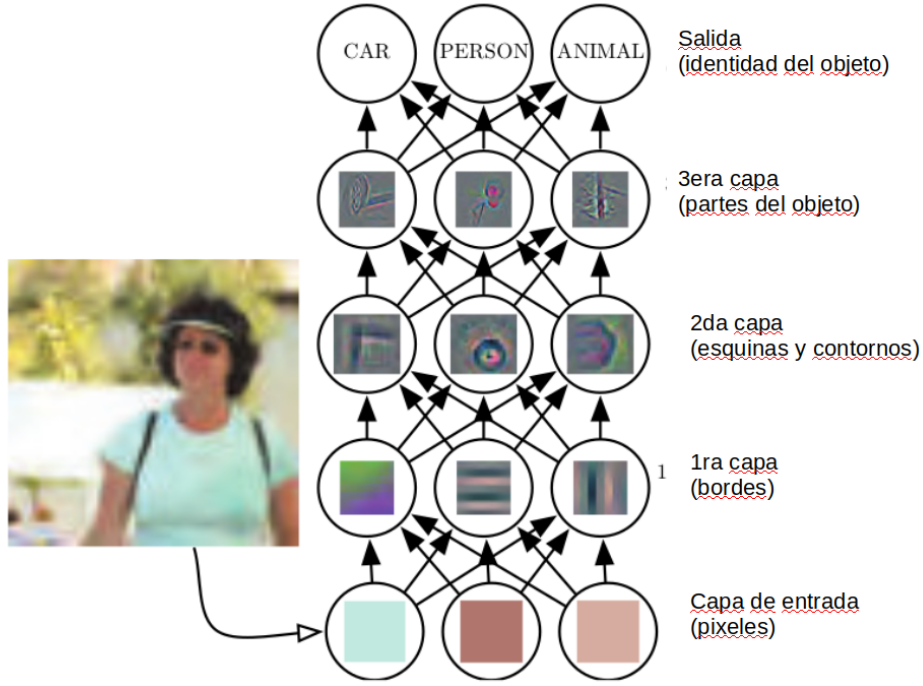 CAR PERSON ANIMAL
Salida
(identidad del objeto)
3era capa
(partes del objeto)
2da capa
(esquinas y contornos)
1
1ra capa
(bordes)
Capa de entrada
(pixeles)